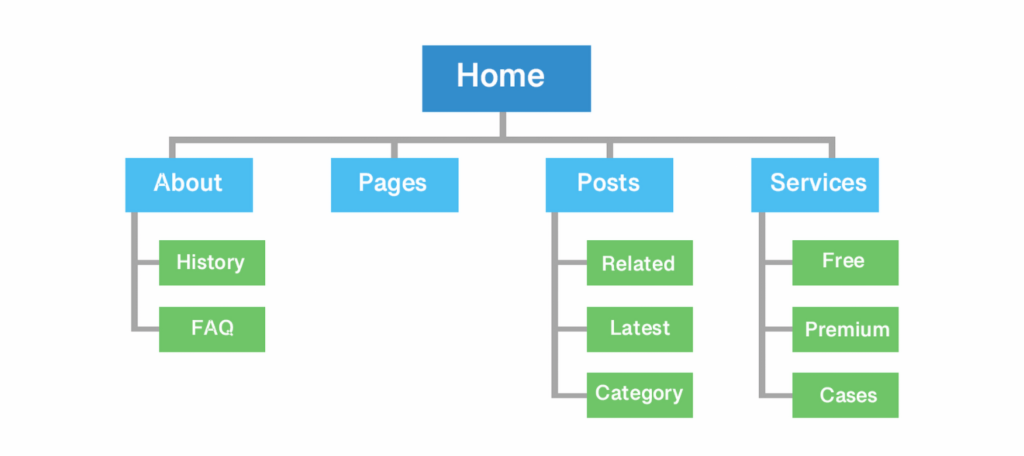 Home
About
Pages
Posts
Services
History
FAQ
Related
Latest
Category
Free
Premium
Cases